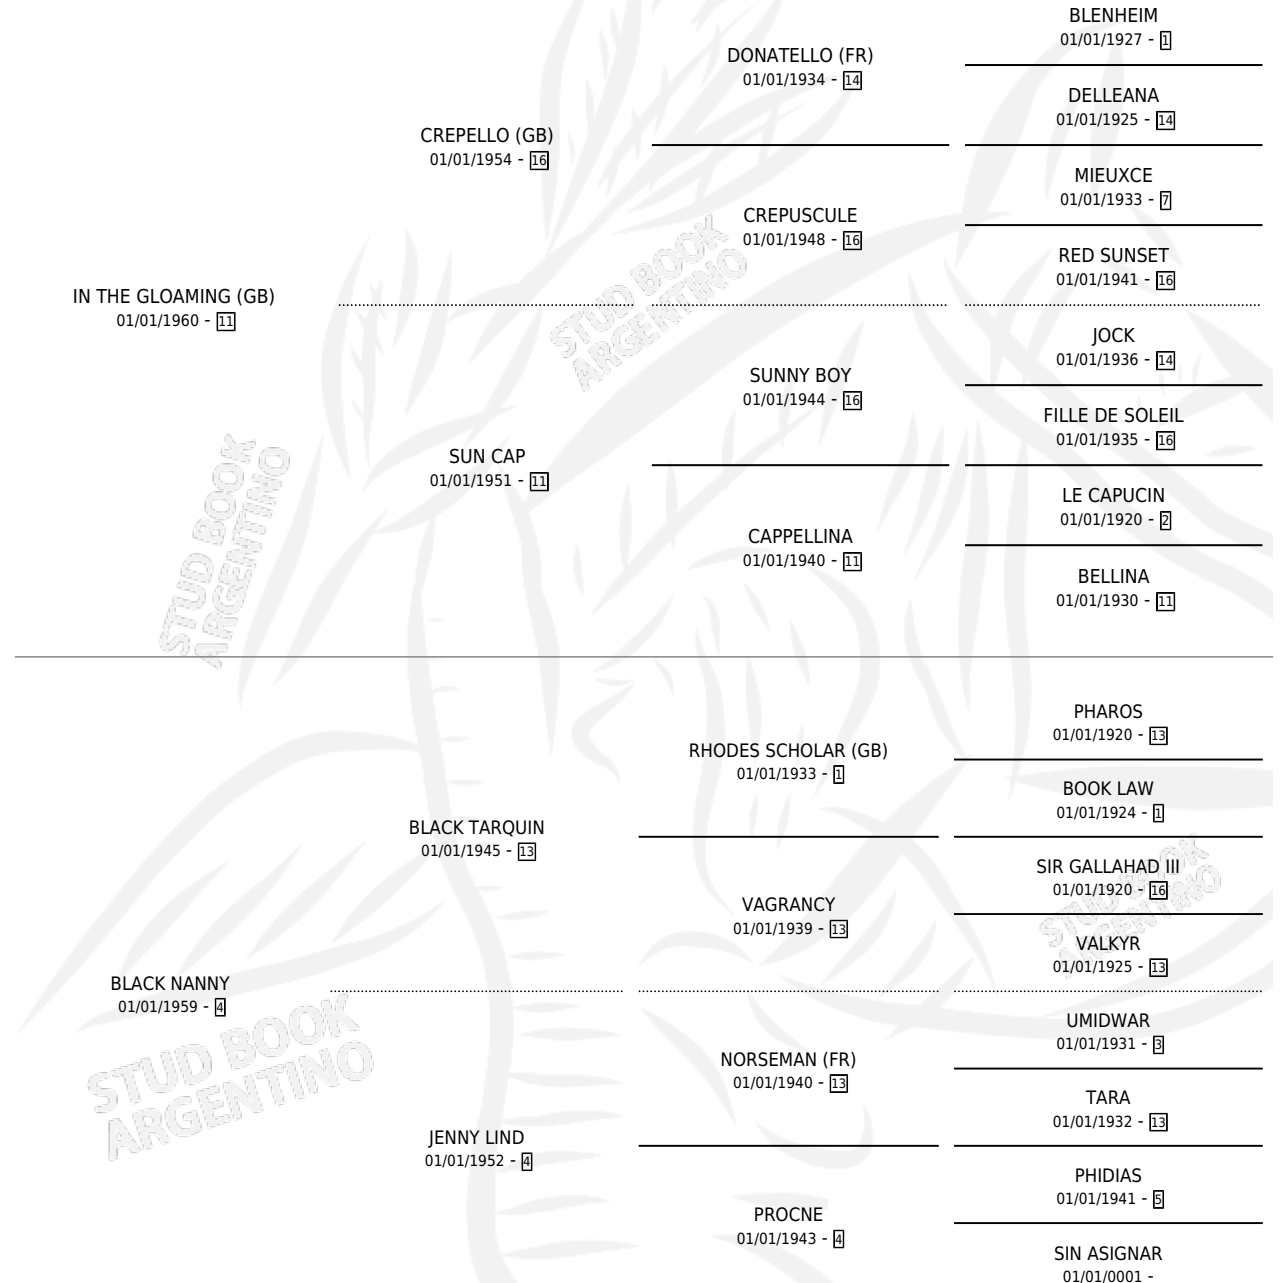 BLENHEIM
01/01/1927 - 1
DONATELLO (FR)
01/01/1934 - 14
DELLEANA
01/01/1925 - 14
CREPELLO (GB)
01/01/1954 - 16
MIEUXCE
01/01/1933 - 7
CREPUSCULE
01/01/1948 - 16
RED SUNSET
01/01/1941 - 16
IN THE GLOAMING (GB)
01/01/1960 - 11
STUD BOOK
ARGENTINO
JOCK
01/01/1936 - 14
SUNNY BOY
01/01/1944 - 16
FILLE DE SOLEIL
01/01/1935 - 16
SUN CAP
01/01/1951 - 11
LE CAPUCIN
01/01/1920 - 2
CAPPELLINA
01/01/1940 - 11
BELLINA
01/01/1930 - 11
STUD BOOK
ARGENTINO
PHAROS
01/01/1920 - 13
RHODES SCHOLAR (GB)
01/01/1933 - 1
BOOK LAW
01/01/1924 - 1
BLACK TARQUIN
01/01/1945 - 13
SIR GALLAHAD III
01/01/1920 - 16
VAGRANCY
01/01/1939 - 13
VALKYR
01/01/1925 - 13
STUD BOOK
ARGENTINO
BLACK NANNY
01/01/1959 - 4
UMIDWAR
01/01/1931 - 3
NORSEMAN (FR)
01/01/1940 - 13
TARA
01/01/1932 - 13
STUD BOOK
ARGENTINO
JENNY LIND
01/01/1952 - 4
PHIDIAS
01/01/1941 - 5
PROCNE
01/01/1943 - 4
SIN ASIGNAR
01/01/0001 -